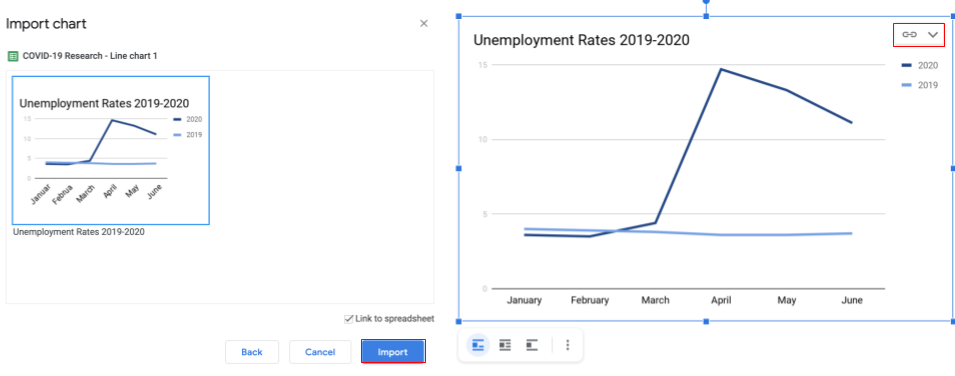 Import chart
COVID-19 Research - Line chart 1
Unemployment Rates 2019-2020
15
10
5
0
2020
2019
Januar
Februa
March
April
May
June
Unemployment Rates 2019-2020
Link to spreadsheet
Back
Cancel
Import
Unemployment Rates 2019-2020
15
10
5
0
2020
2019
January
February
March
April
May
June